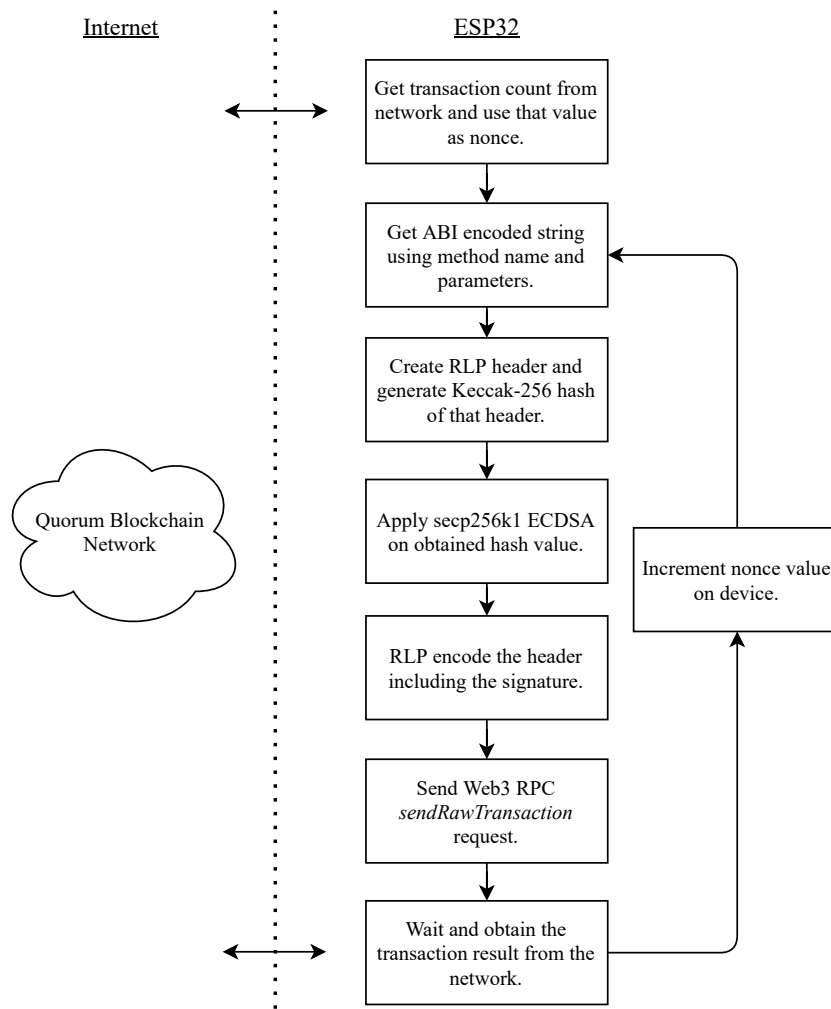 Internet
ESP32
Get transaction count from
network and use that value
as nonce.
Get ABI encoded string
using method name and
parameters.
Create RLP header and
generate Keccak-256 hash
of that header.
Quorum Blockchain
Network
Apply secp256k1 ECDSA
on obtained hash value.
Increment nonce value
on device.
RLP encode the header
including the signature.
Send Web3 RPC
sendRawTransaction
request.
Wait and obtain the
transaction result from the
network.